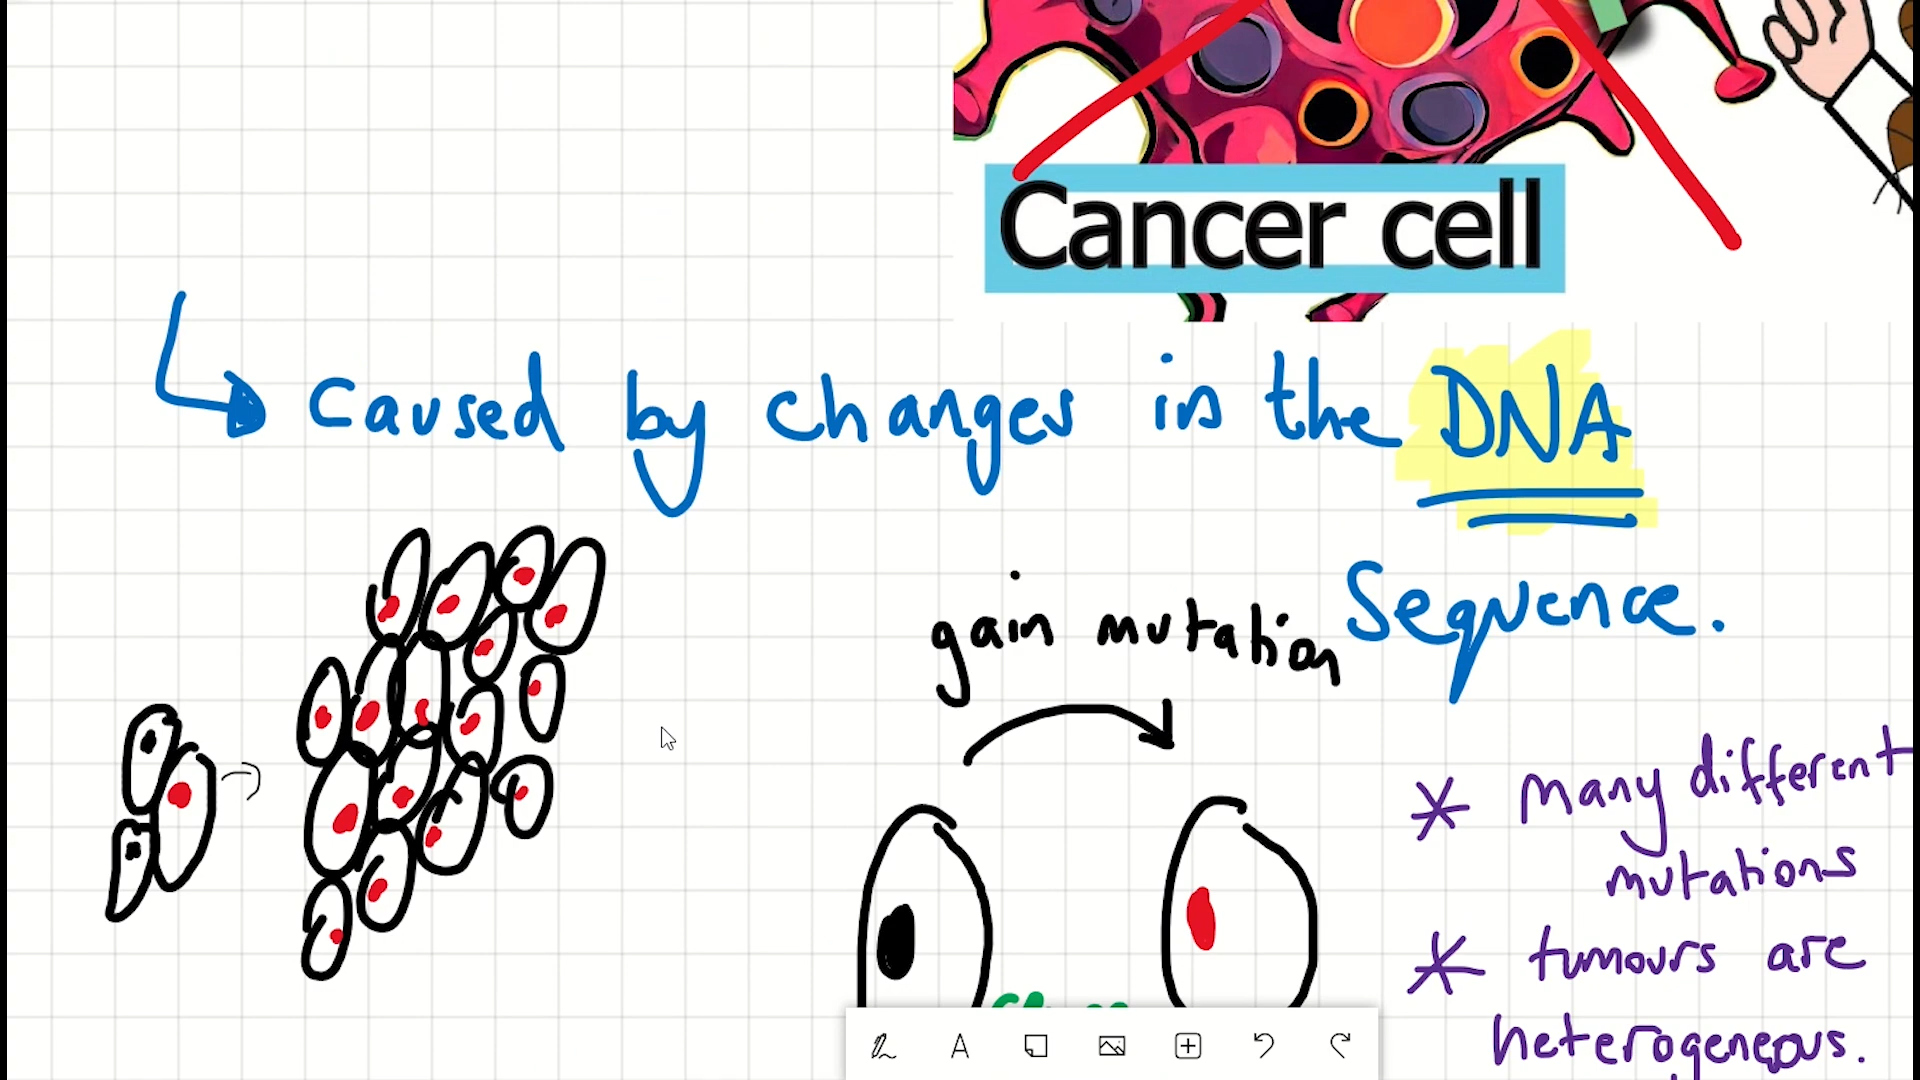 Cancer cell
Caused by changes in the DNA
Sequence.
gain mutation
* many different
mutations
* tumours are
heterogeneous.